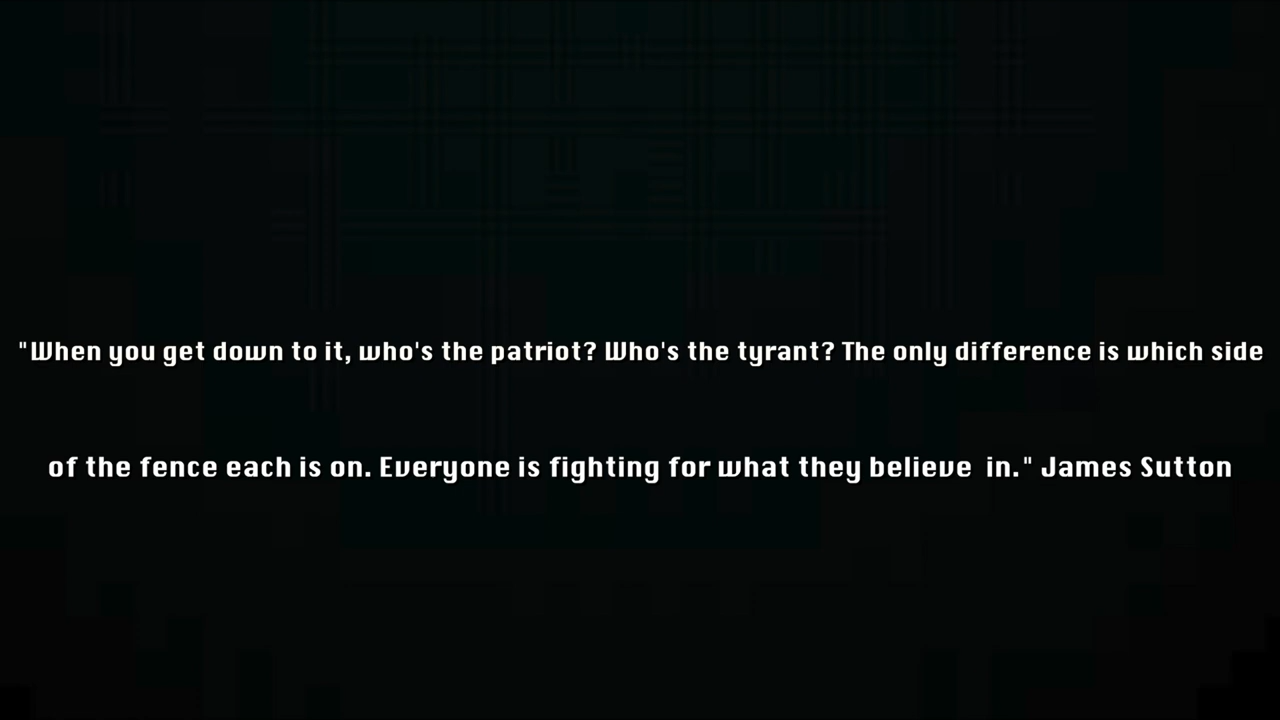 "When you get down to it, who's the patriot? Who's the tyrant? The only difference is which side
of the fence each is on. Everyone is fighting for what they believe  in." James Sutton